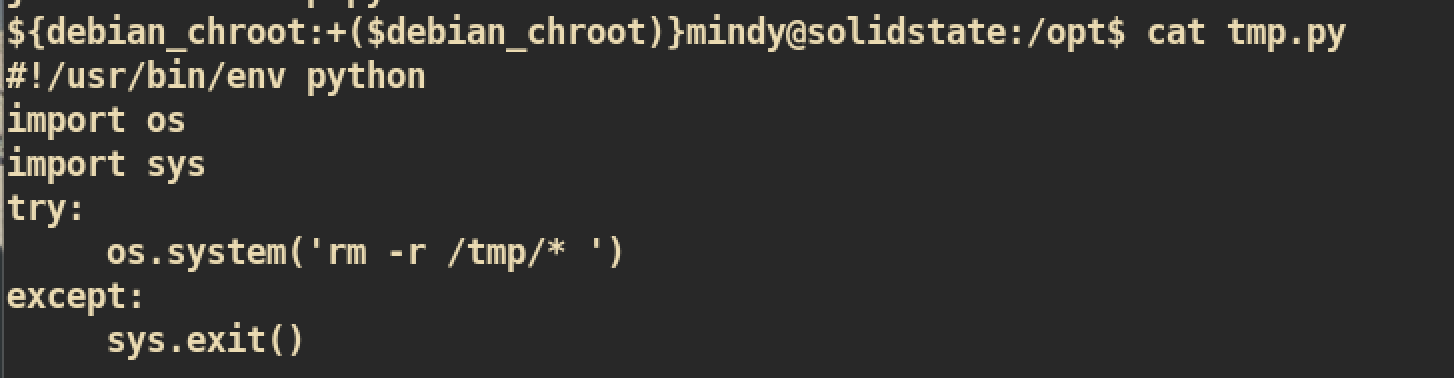 ${debian_chroot:+($debian_chroot)}mindy@solidstate:/opt$ cat tmp.py
#!/usr/bin/env python
import os
import sys
try:
     os.system('rm -r /tmp/* ')
except:
     sys.exit()